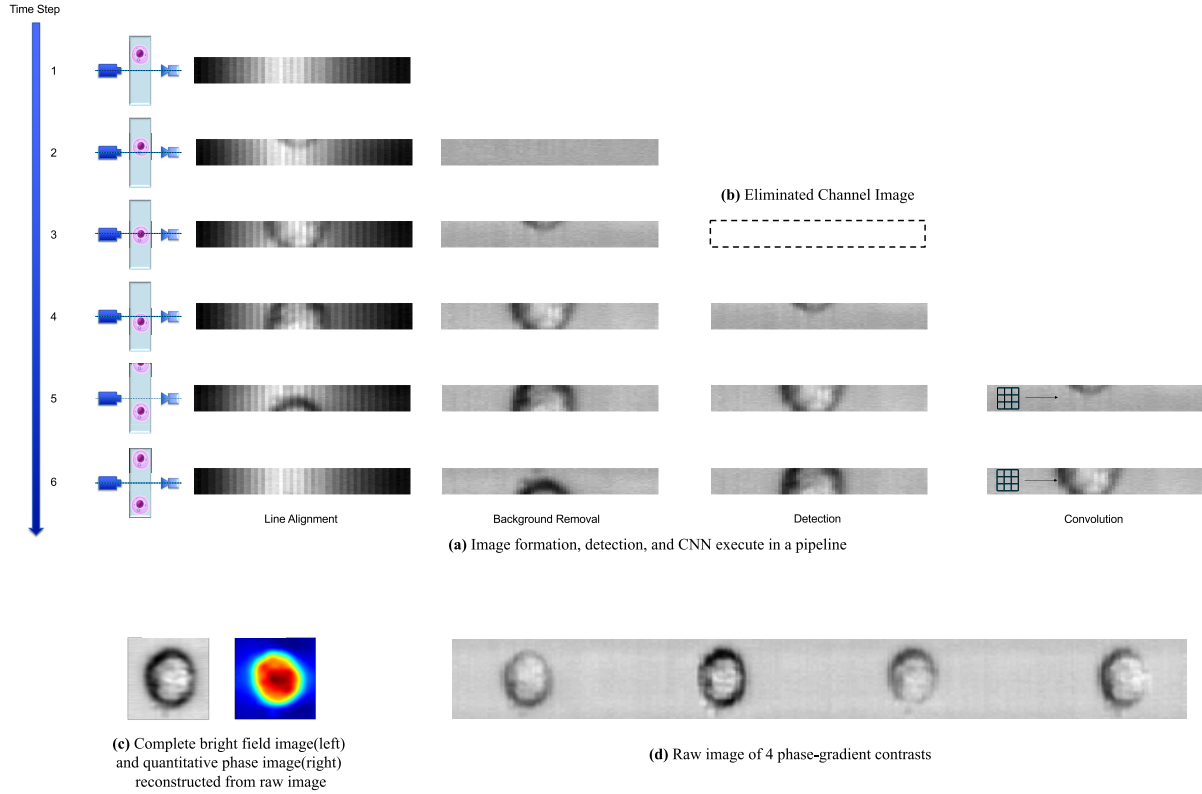 Time Step
1
2
(b) Eliminated Channel Image
3
4
5
6
Line Alignment
Background Removal
Detection
Convolution
(a) Image formation, detection, and CNN execute in a pipeline
(c) Complete bright field image(left)
and quantitative phase image(right)
reconstructed from raw image
(d) Raw image of 4 phase-gradient contrasts